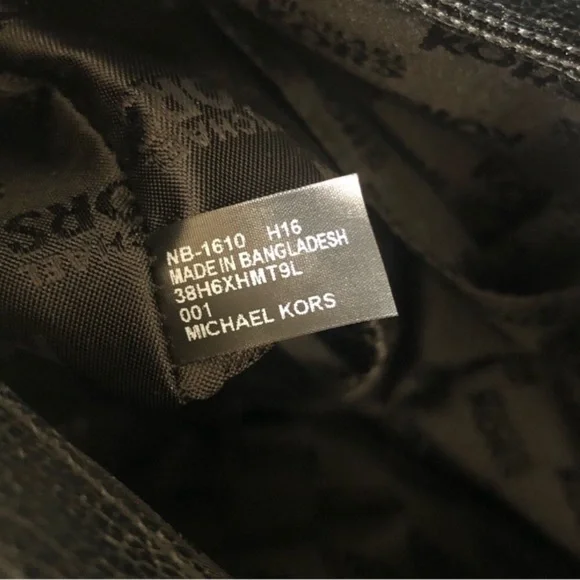 NB-1610 H16
MADE IN BANGLADESH
38H6XHMT9L
001
MICHAEL KORS